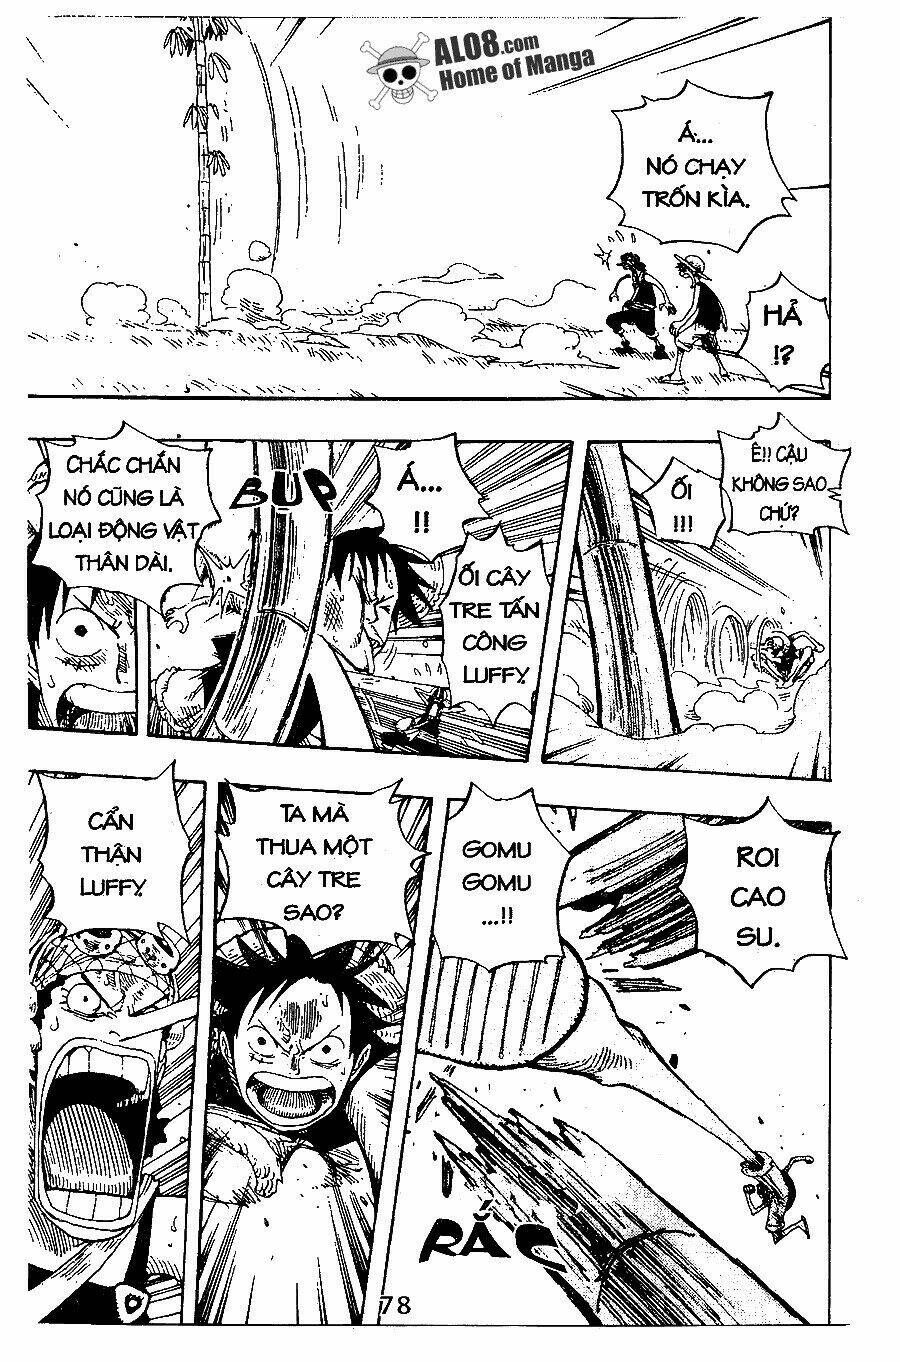 AL08.com
Home of Manga
Á...
NÓ CHẠY
TRỐN KÌA.
HẢ
!?
CHẮC CHẮN
NÓ CŨNG LÀ
LOẠI ĐỘNG VẬT
THÂN DÀI.
BỤP
Á...
!!
ỐI CÂY
TRE TẤN
CÔNG
LUFFY.
ỐI
!!!
Ê!! CẬU
KHÔNG SAO
CHỨ?
CẨN
THẬN
LUFFY.
TA MÀ
THUA MỘT
CÂY TRE
SAO?
GOMU
GOMU
...!!
ROI
CAO
SU.
RẮC
78